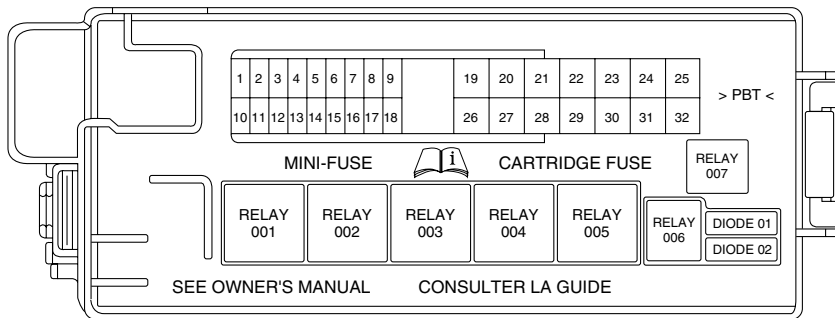 1 2 3 4 5 6 7 8 9 19 20 21 22 23 24 25
> PBT <
10 11 12 13 14 15 16 17 18 26 27 28 29 30 31 32
MINI-FUSE i CARTRIDGE FUSE
RELAY
007
RELAY
001
RELAY
002
RELAY
003
RELAY
004
RELAY
005
RELAY
006
DIODE 01
DIODE 02
SEE OWNER'S MANUAL CONSULTER LA GUIDE